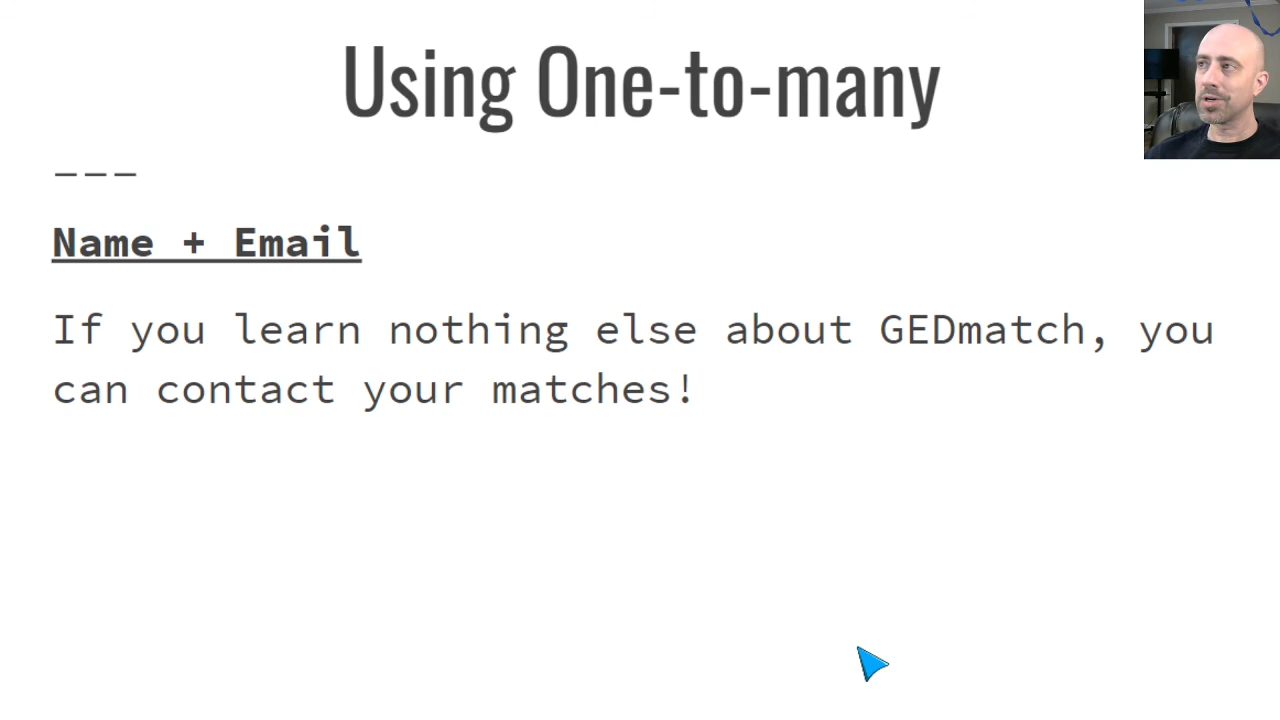 Using One-to-many
---
Name + Email
If you learn nothing else about GEDmatch, you
can contact your matches!